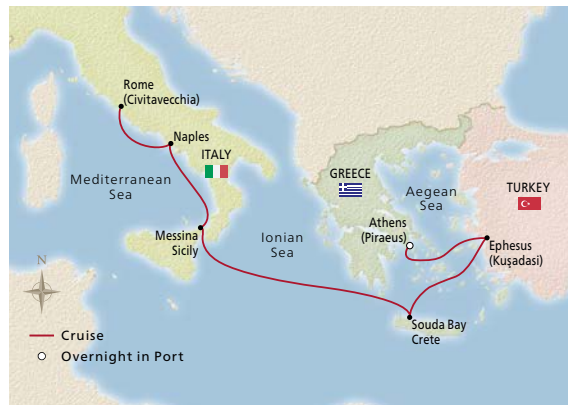 Rome
(Civitavecchia)
Naples
ITALY
Mediterranean
Sea
GREECE
Aegean
Sea
TURKEY
Athens
(Piraeus)
Messina
Sicily
Ionian
Sea
Ephesus
(Kuşadasi)
N
Souda Bay
Crete
Cruise
Overnight in Port